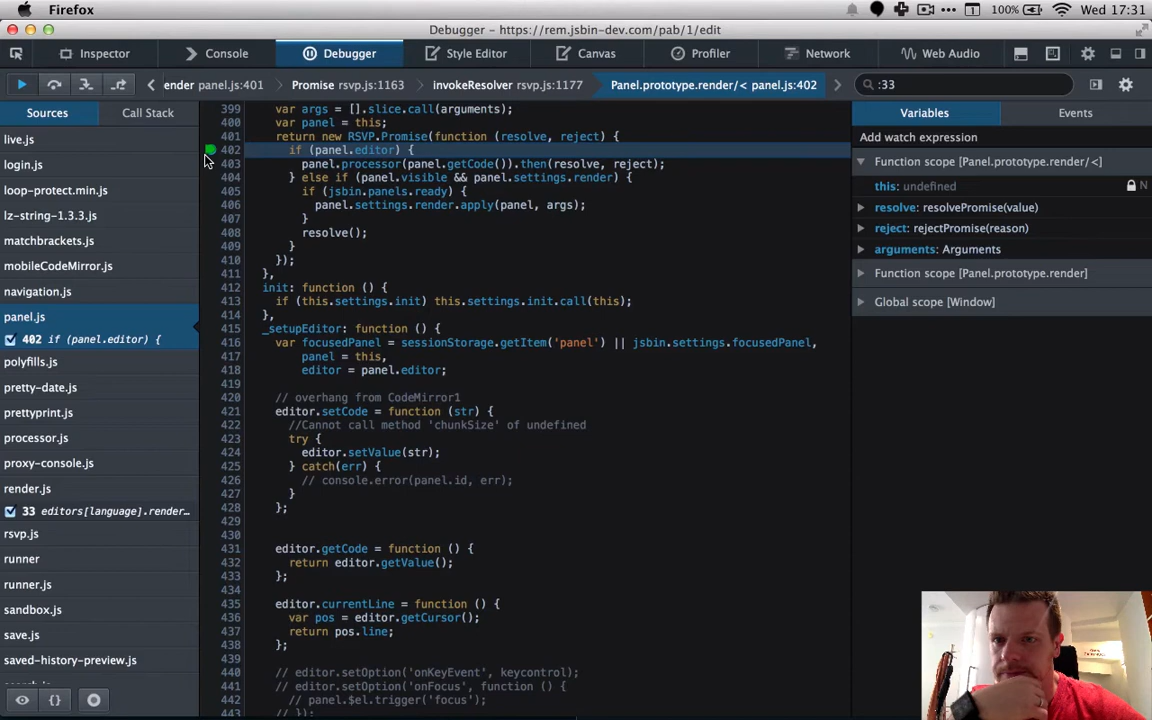 Firefox
100%
Wed 17:31
Debugger - https://rem.jsbin-dev.com/pab/1/edit
Inspector
Console
Debugger
Style Editor
Canvas
Profiler
Network
Web Audio
ender panel.js:401
Promise rsvp.js:1163
invokeResolver rsvp.js:1177
Panel.prototype.render/< panel.js:402
:33
Sources
Call Stack
live.js
login.js
loop-protect.min.js
lz-string-1.3.3.js
matchbrackets.js
mobileCodeMirror.js
navigation.js
panel.js
402 if (panel.editor) {
polyfills.js
pretty-date.js
prettyprint.js
processor.js
proxy-console.js
render.js
33 editors[language].render…
rsvp.js
runner
runner.js
sandbox.js
save.js
saved-history-preview.js
399 var args = [].slice.call(arguments);
400 var panel = this;
401 return new RSVP.Promise(function (resolve, reject) {
402 if (panel.editor) {
403 panel.processor(panel.getCode()).then(resolve, reject);
404 } else if (panel.visible && panel.settings.render) {
405 if (jsbin.panels.ready) {
406 panel.settings.render.apply(panel, args);
407 }
408 resolve();
409 }
410 });
411 },
412 init: function () {
413 if (this.settings.init) this.settings.init.call(this);
414 },
415 _setupEditor: function () {
416 var focusedPanel = sessionStorage.getItem('panel') || jsbin.settings.focusedPanel,
417 panel = this,
418 editor = panel.editor;
419
420 // overhang from CodeMirror1
421 editor.setCode = function (str) {
422 //Cannot call method 'chunkSize' of undefined
423 try {
424 editor.setValue(str);
425 } catch(err) {
426 // console.error(panel.id, err);
427 }
428 };
429
430
431 editor.getCode = function () {
432 return editor.getValue();
433 };
434
435 editor.currentLine = function () {
436 var pos = editor.getCursor();
437 return pos.line;
438 };
439
440 // editor.setOption('onKeyEvent', keycontrol);
441 // editor.setOption('onFocus', function () {
442 // panel.$el.trigger('focus');
443 // });
Variables
Events
Add watch expression
Function scope [Panel.prototype.render/<]
this: undefined
N
resolve: resolvePromise(value)
reject: rejectPromise(reason)
arguments: Arguments
Function scope [Panel.prototype.render]
Global scope [Window]